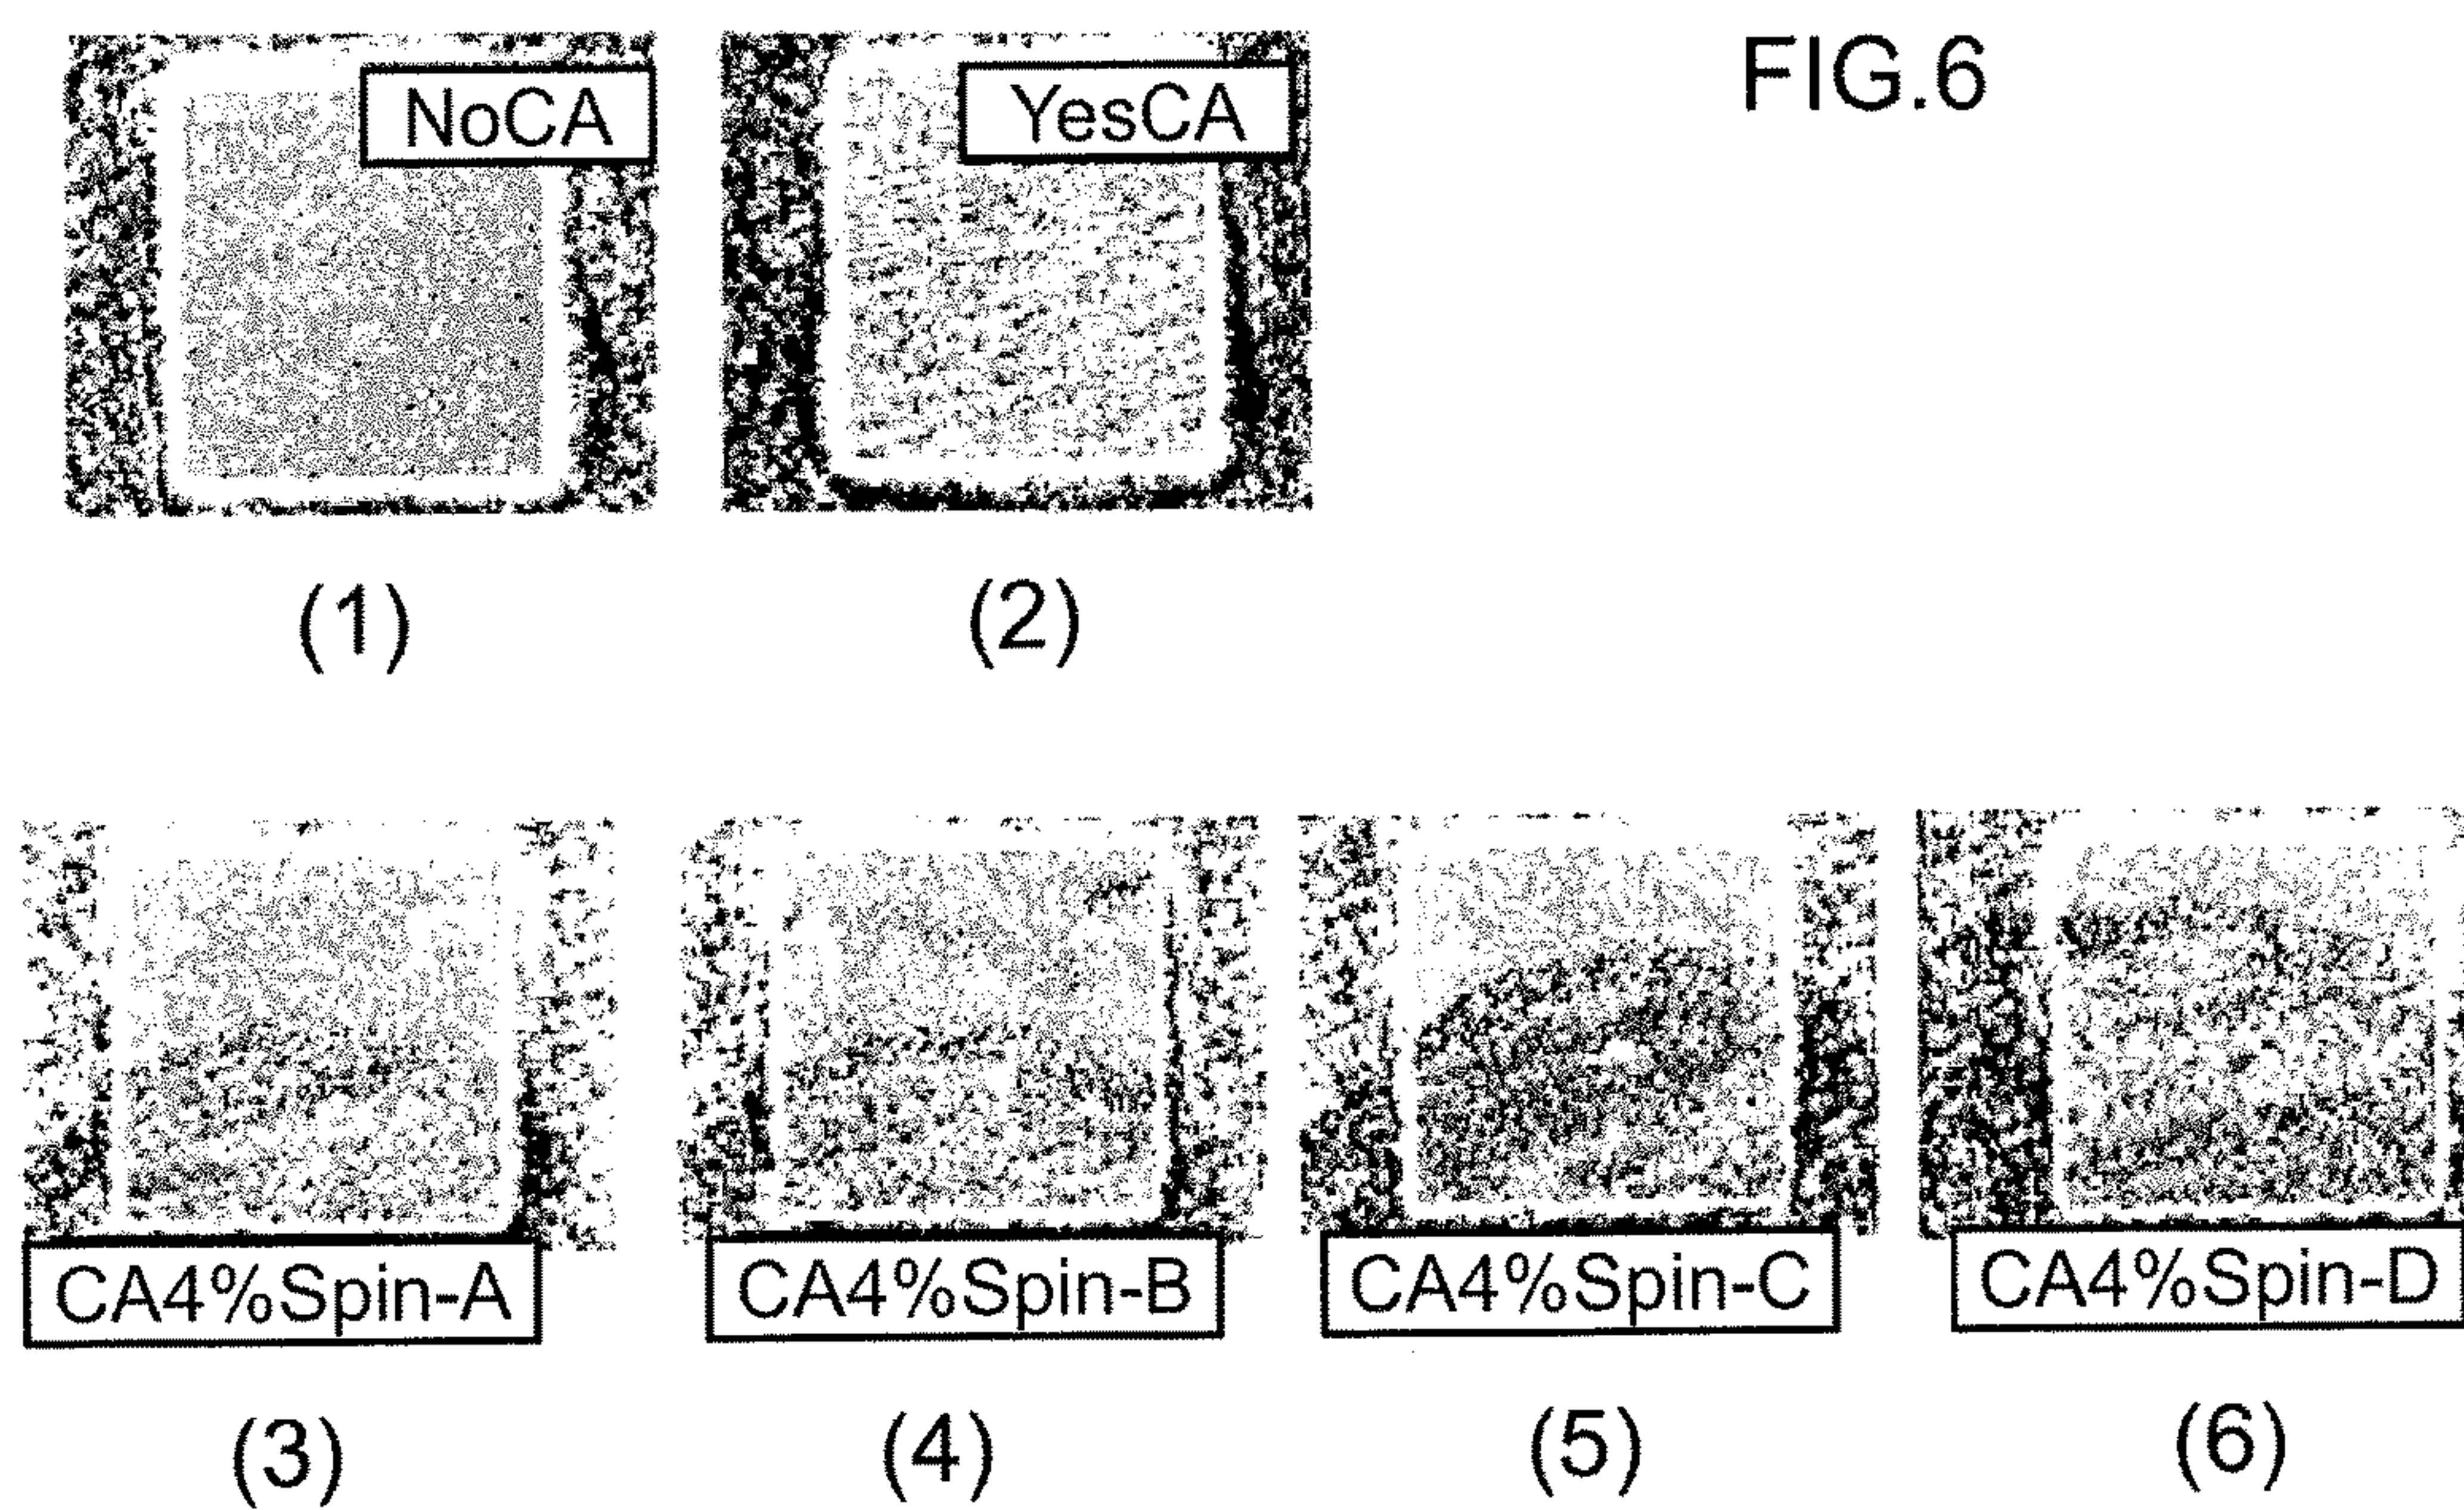 FIG.6
NoCA
YesCA
(1)
(2)
CA4%Spin-A
CA4%Spin-B
CA4%Spin-C
CA4%Spin-D
(3)
(4)
(5)
(6)